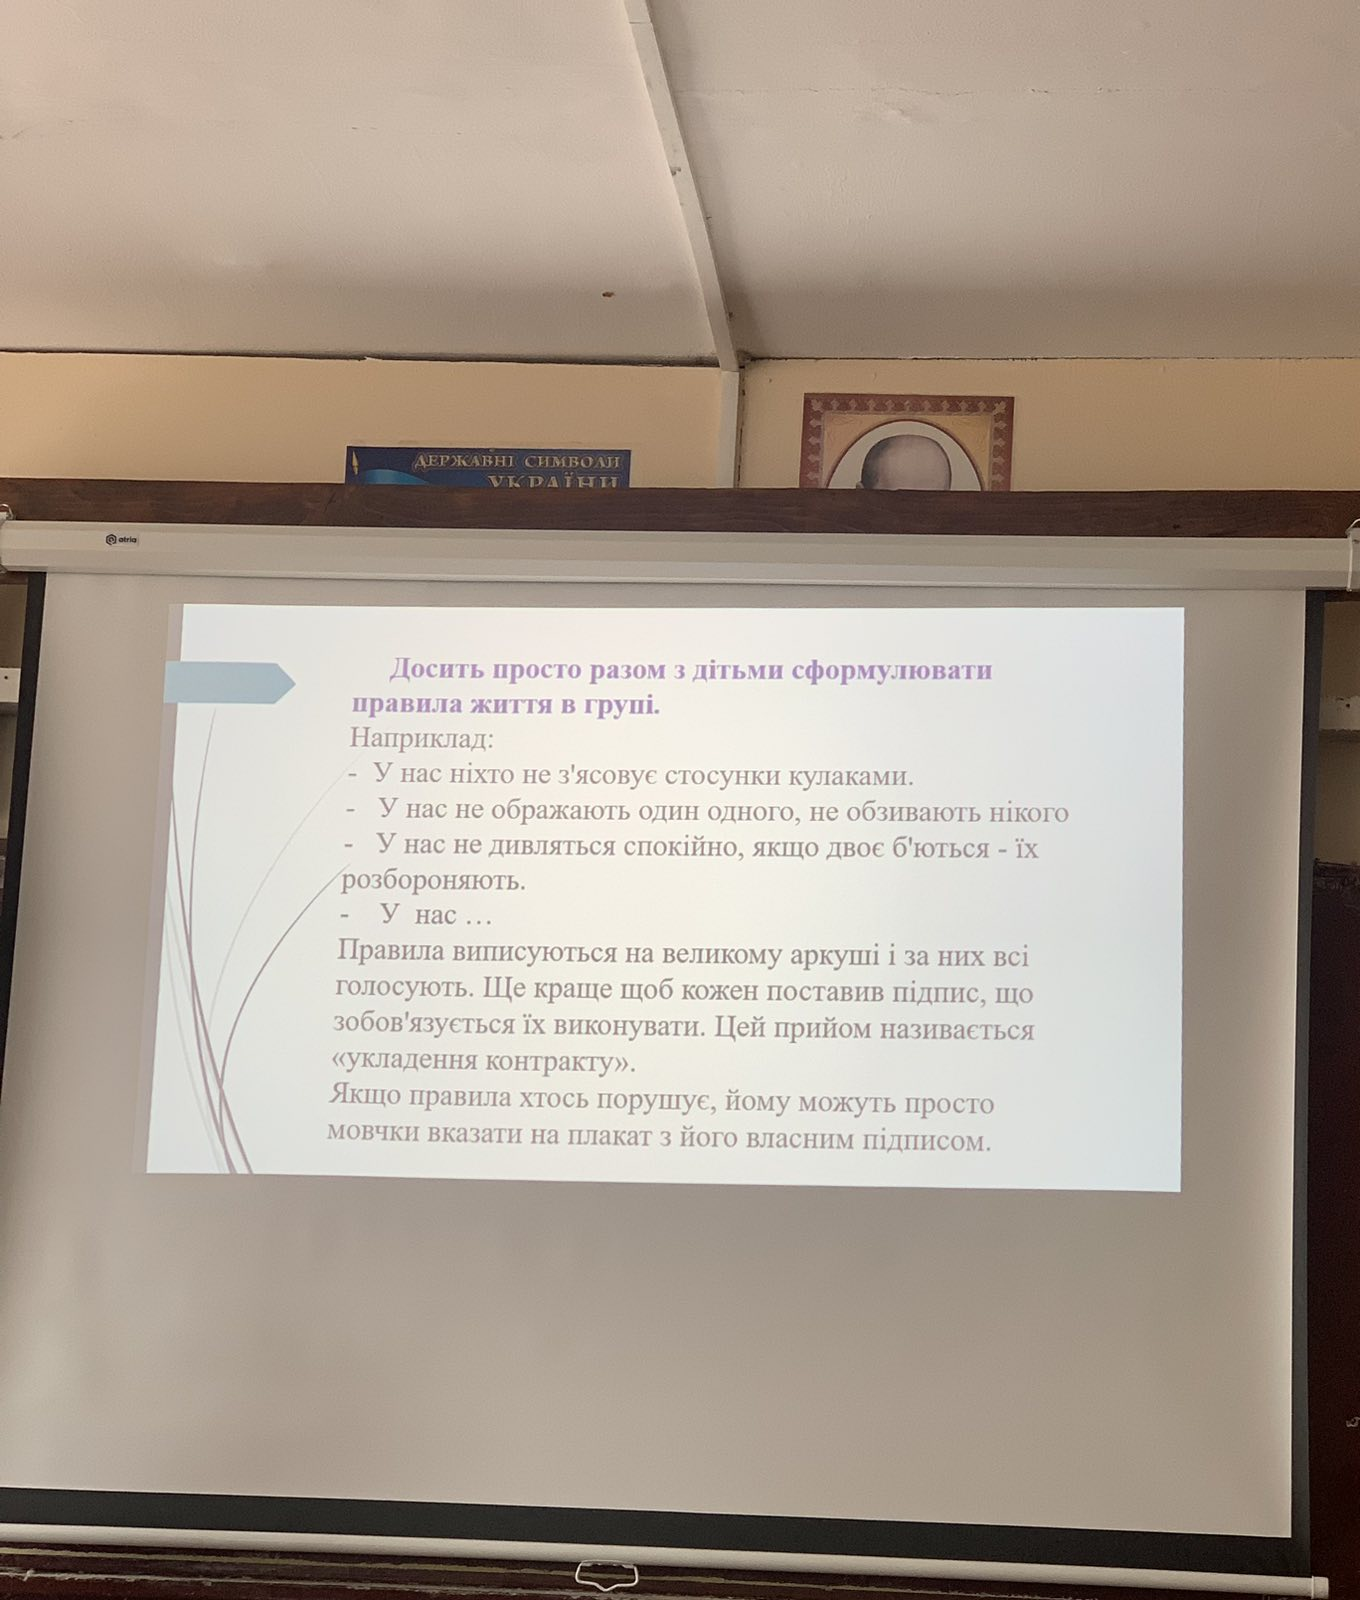 ДЕРЖАВНІ СИМВОЛИ
УКРАЇНИ
atria
Досить просто разом з дітьми сформулювати
правила життя в групі.
Наприклад:
- У нас ніхто не з'ясовує стосунки кулаками.
- У нас не ображають один одного, не обзивають нікого
- У нас не дивляться спокійно, якщо двоє б'ються - їх
розбороняють.
- У нас ...
Правила виписуються на великому аркуші і за них всі
голосують. Ще краще щоб кожен поставив підпис, що
зобов'язується їх виконувати. Цей прийом називається
«укладення контракту».
Якщо правила хтось порушує, йому можуть просто
мовчки вказати на плакат з його власним підписом.